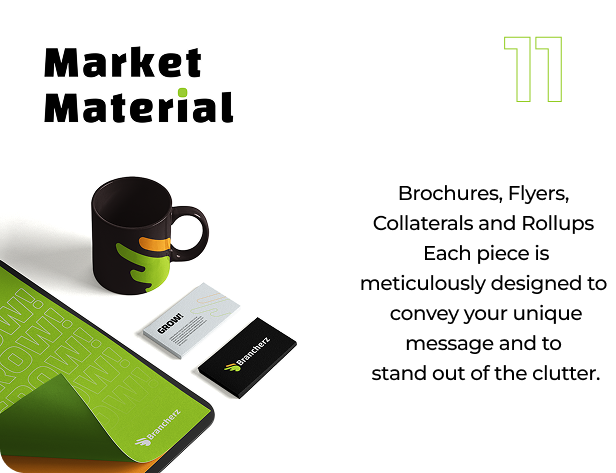 Market
Material
11
Brochures, Flyers,
Collaterals and Rollups
Each piece is
meticulously designed to
convey your unique
message and to
stand out of the clutter.
GROW!
Brancherz
Brancherz